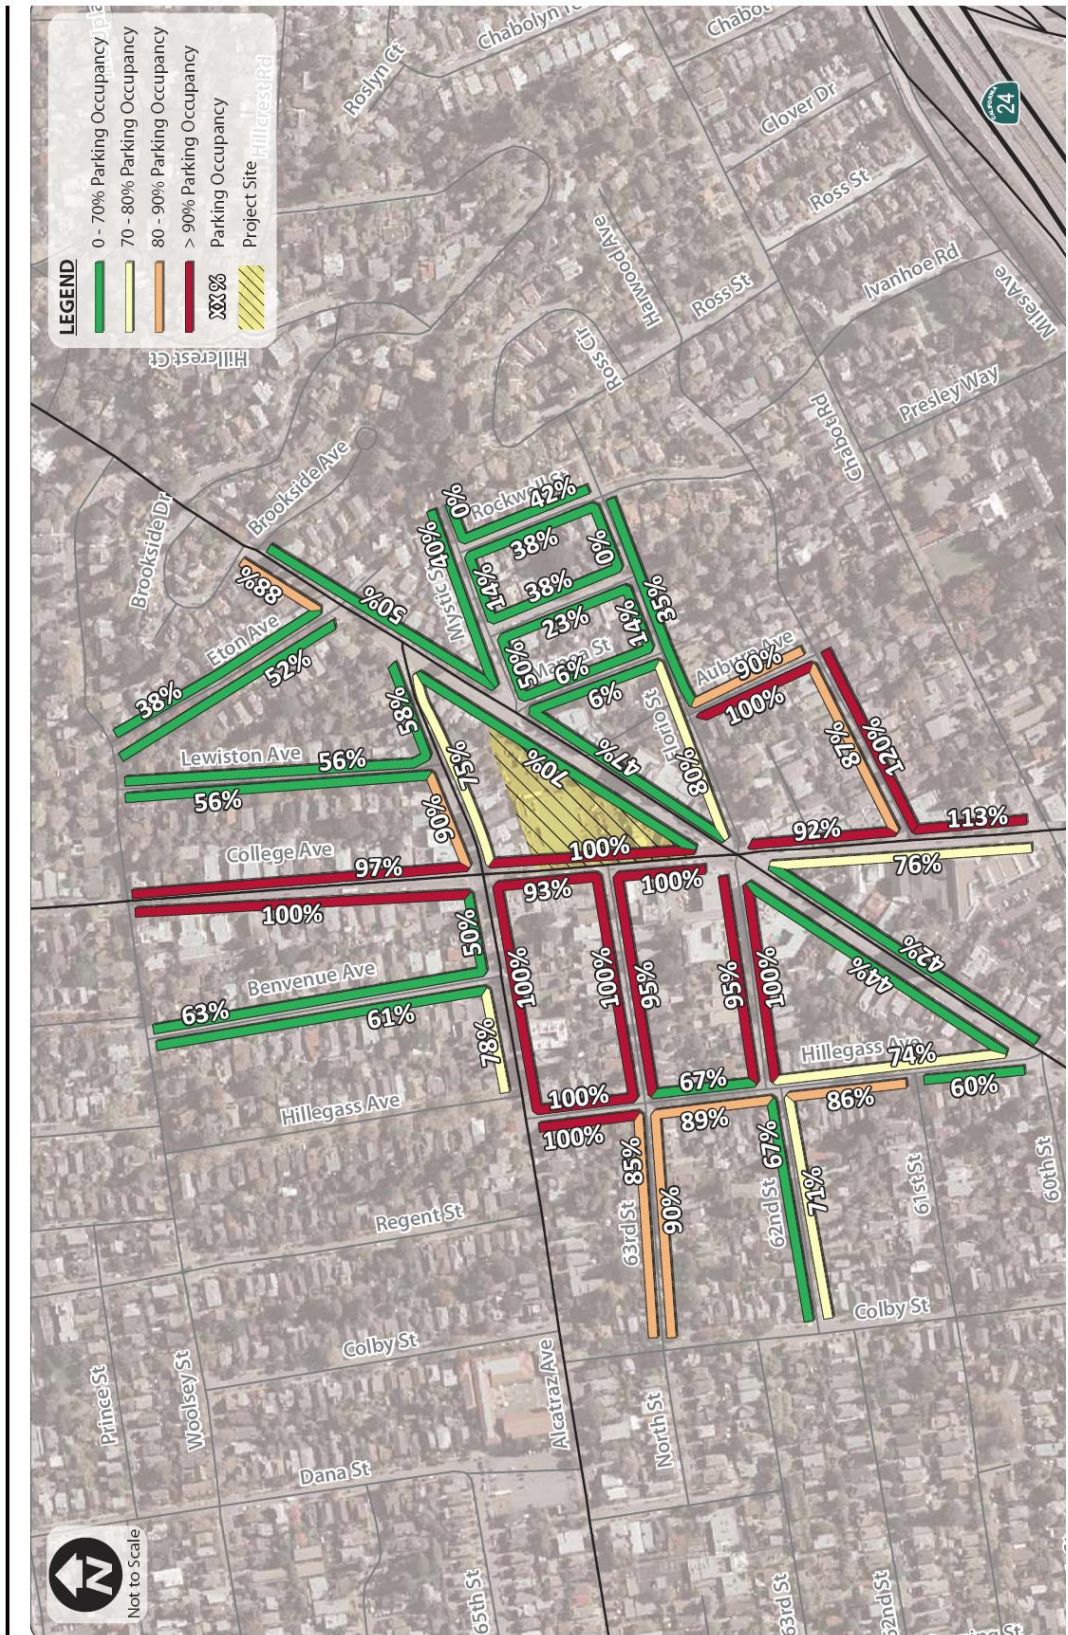 LEGEND
0 - 70% Parking Occupancy
70 - 80% Parking Occupancy
80 - 90% Parking Occupancy
> 90% Parking Occupancy
XX% Parking Occupancy
Project Site
Hillcrest Rd
Hillcrest Ct
Roslyn Ct
Clover Dr
CALIFORNIA
24
Ross St
Harwood Ave
Ross St
Ivanhoe Rd
Miles Ave
Ross Cir
Presley Way
Chabot Rd
Brookside Ave
Brookside Dr
Rockwell St
0%
42%
40%
Mystic St
38%
0%
14%
38%
88%
50%
35%
Eton Ave
23%
14%
50%
Manoa St
6%
6%
Auburn Ave
90%
100%
38%
52%
58%
Florio St
47%
80%
87%
120%
Lewiston Ave
56%
56%
75%
70%
90%
College Ave
97%
100%
92%
113%
76%
100%
93%
100%
50%
100%
100%
95%
95%
100%
44%
42%
Benvenue Ave
63%
61%
78%
Hillegass Ave
74%
Hillegass Ave
100%
100%
67%
89%
86%
60%
85%
90%
67%
71%
63rd St
62nd St
61st St
60th St
Regent St
Colby St
Colby St
Prince St
Woolsey St
Alcatraz Ave
North St
Dana St
65th St
63rd St
Not to Scale
N